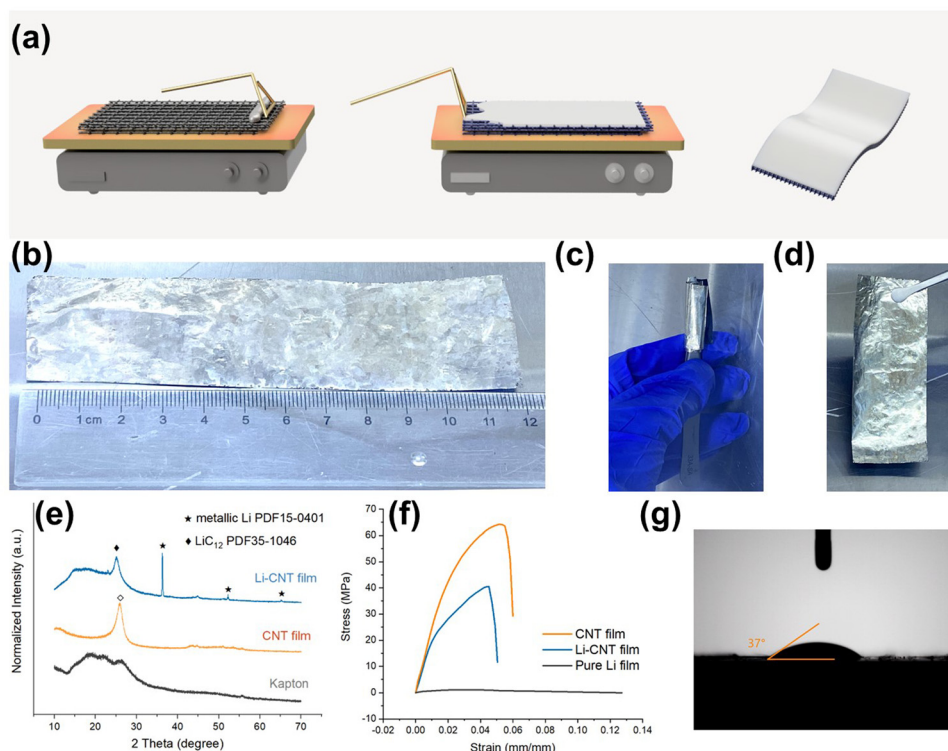 (a)
(b)
(c)
(d)
0 1 cm 2 3 4 5 6 7 8 9 10 11 12
(e)
(f)
(g)
Normalized Intensity (a.u.)
★ metallic Li PDF15-0401
♦ LiC₁₂ PDF35-1046
Li-CNT film
CNT film
Kapton
10 20 30 40 50 60 70
2 Theta (degree)
Stress (MPa)
70
60
50
40
30
20
10
0
-10
CNT film
Li-CNT film
Pure Li film
-0.02 0.00 0.02 0.04 0.06 0.08 0.10 0.12 0.14
Strain (mm/mm)
37°